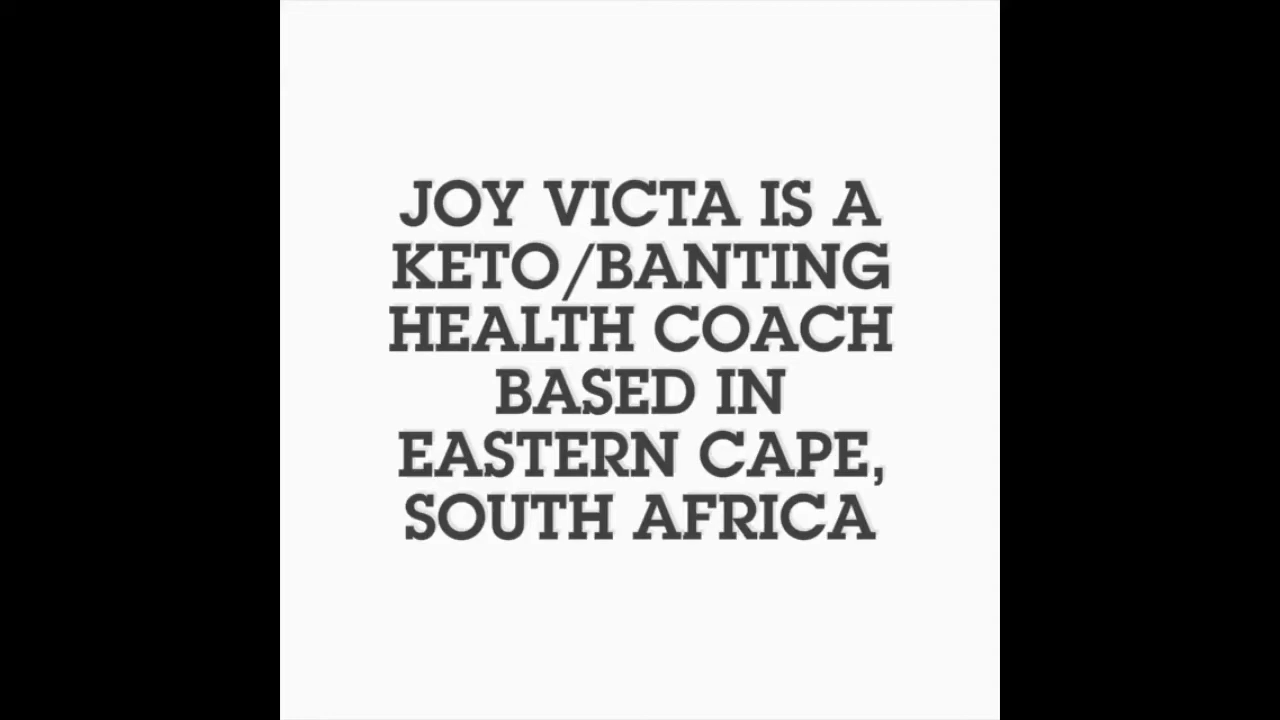 JOY VICTA IS A
KETO/BANTING
HEALTH COACH
BASED IN
EASTERN CAPE,
SOUTH AFRICA